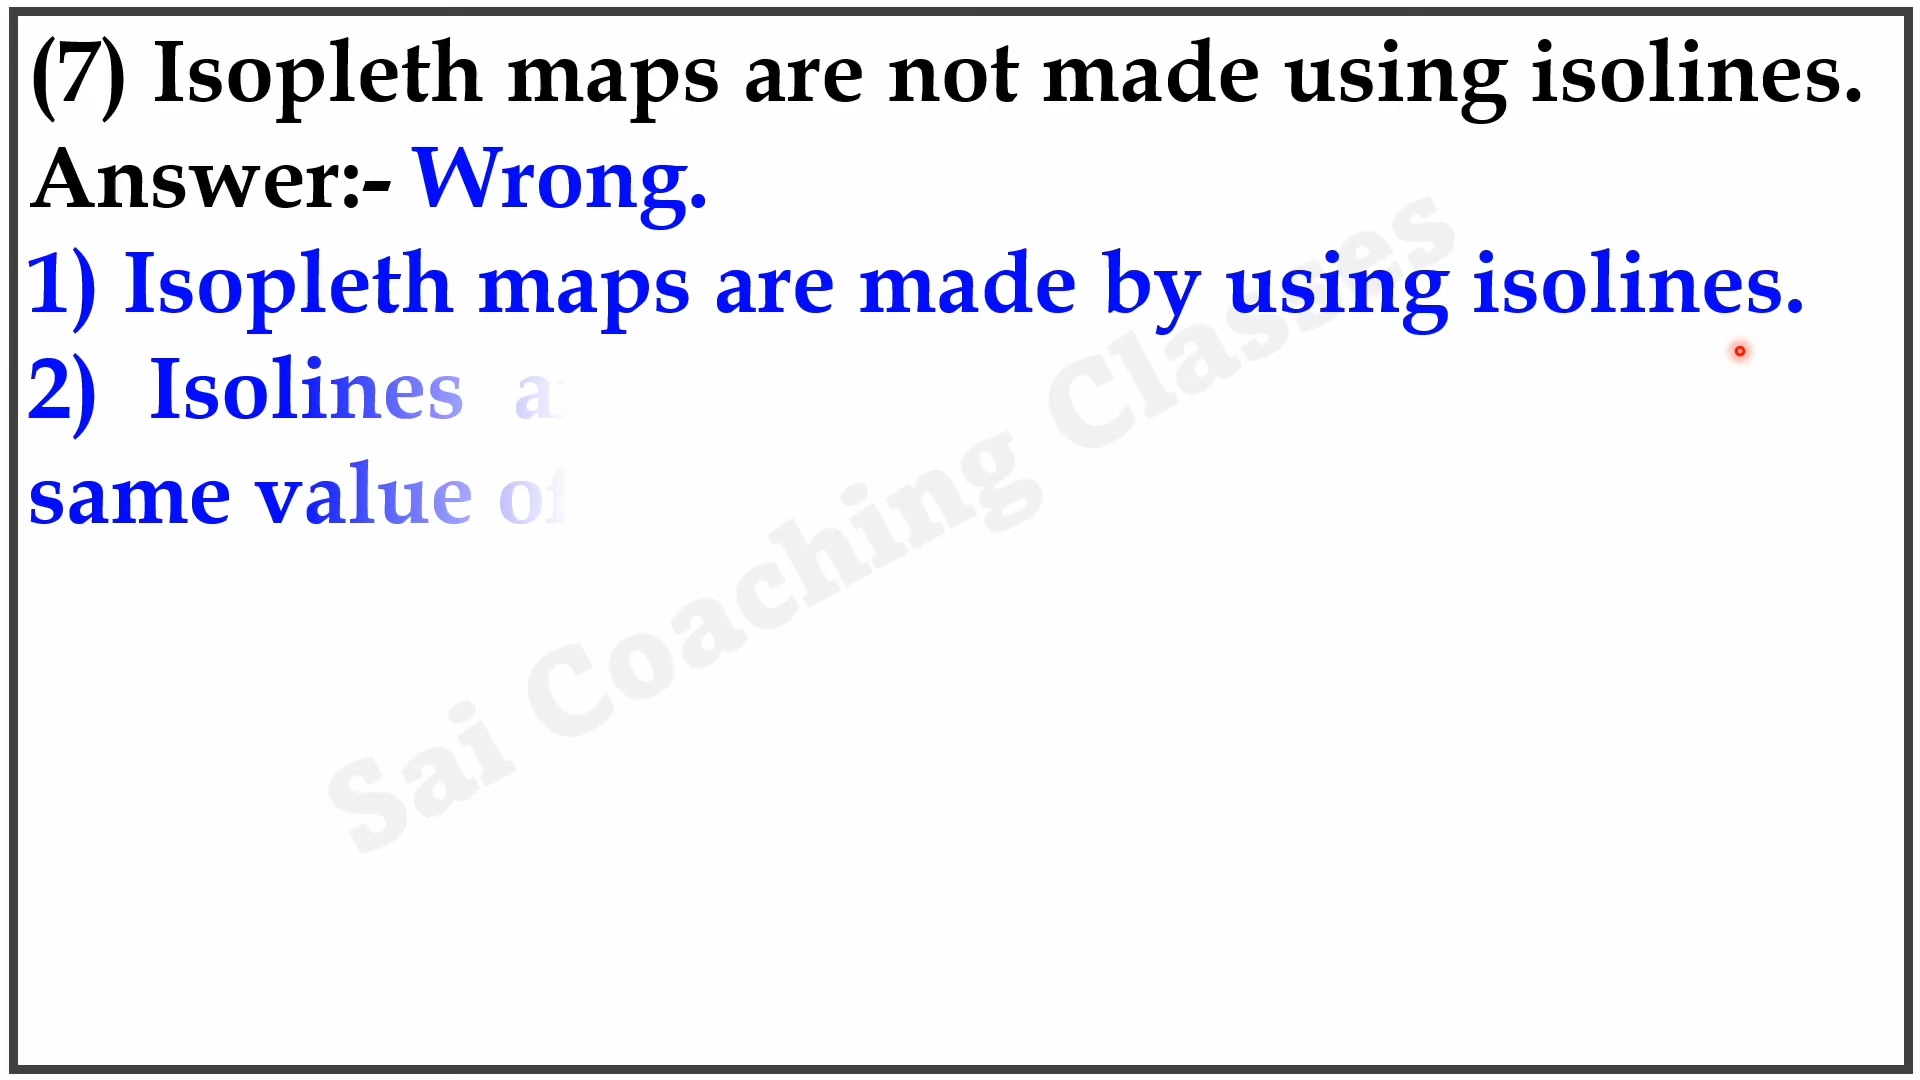 (7) Isopleth maps are not made using isolines.
Answer:- Wrong.
1) Isopleth maps are made by using isolines.
2) Isolines
same value of
Sai Coaching Classes